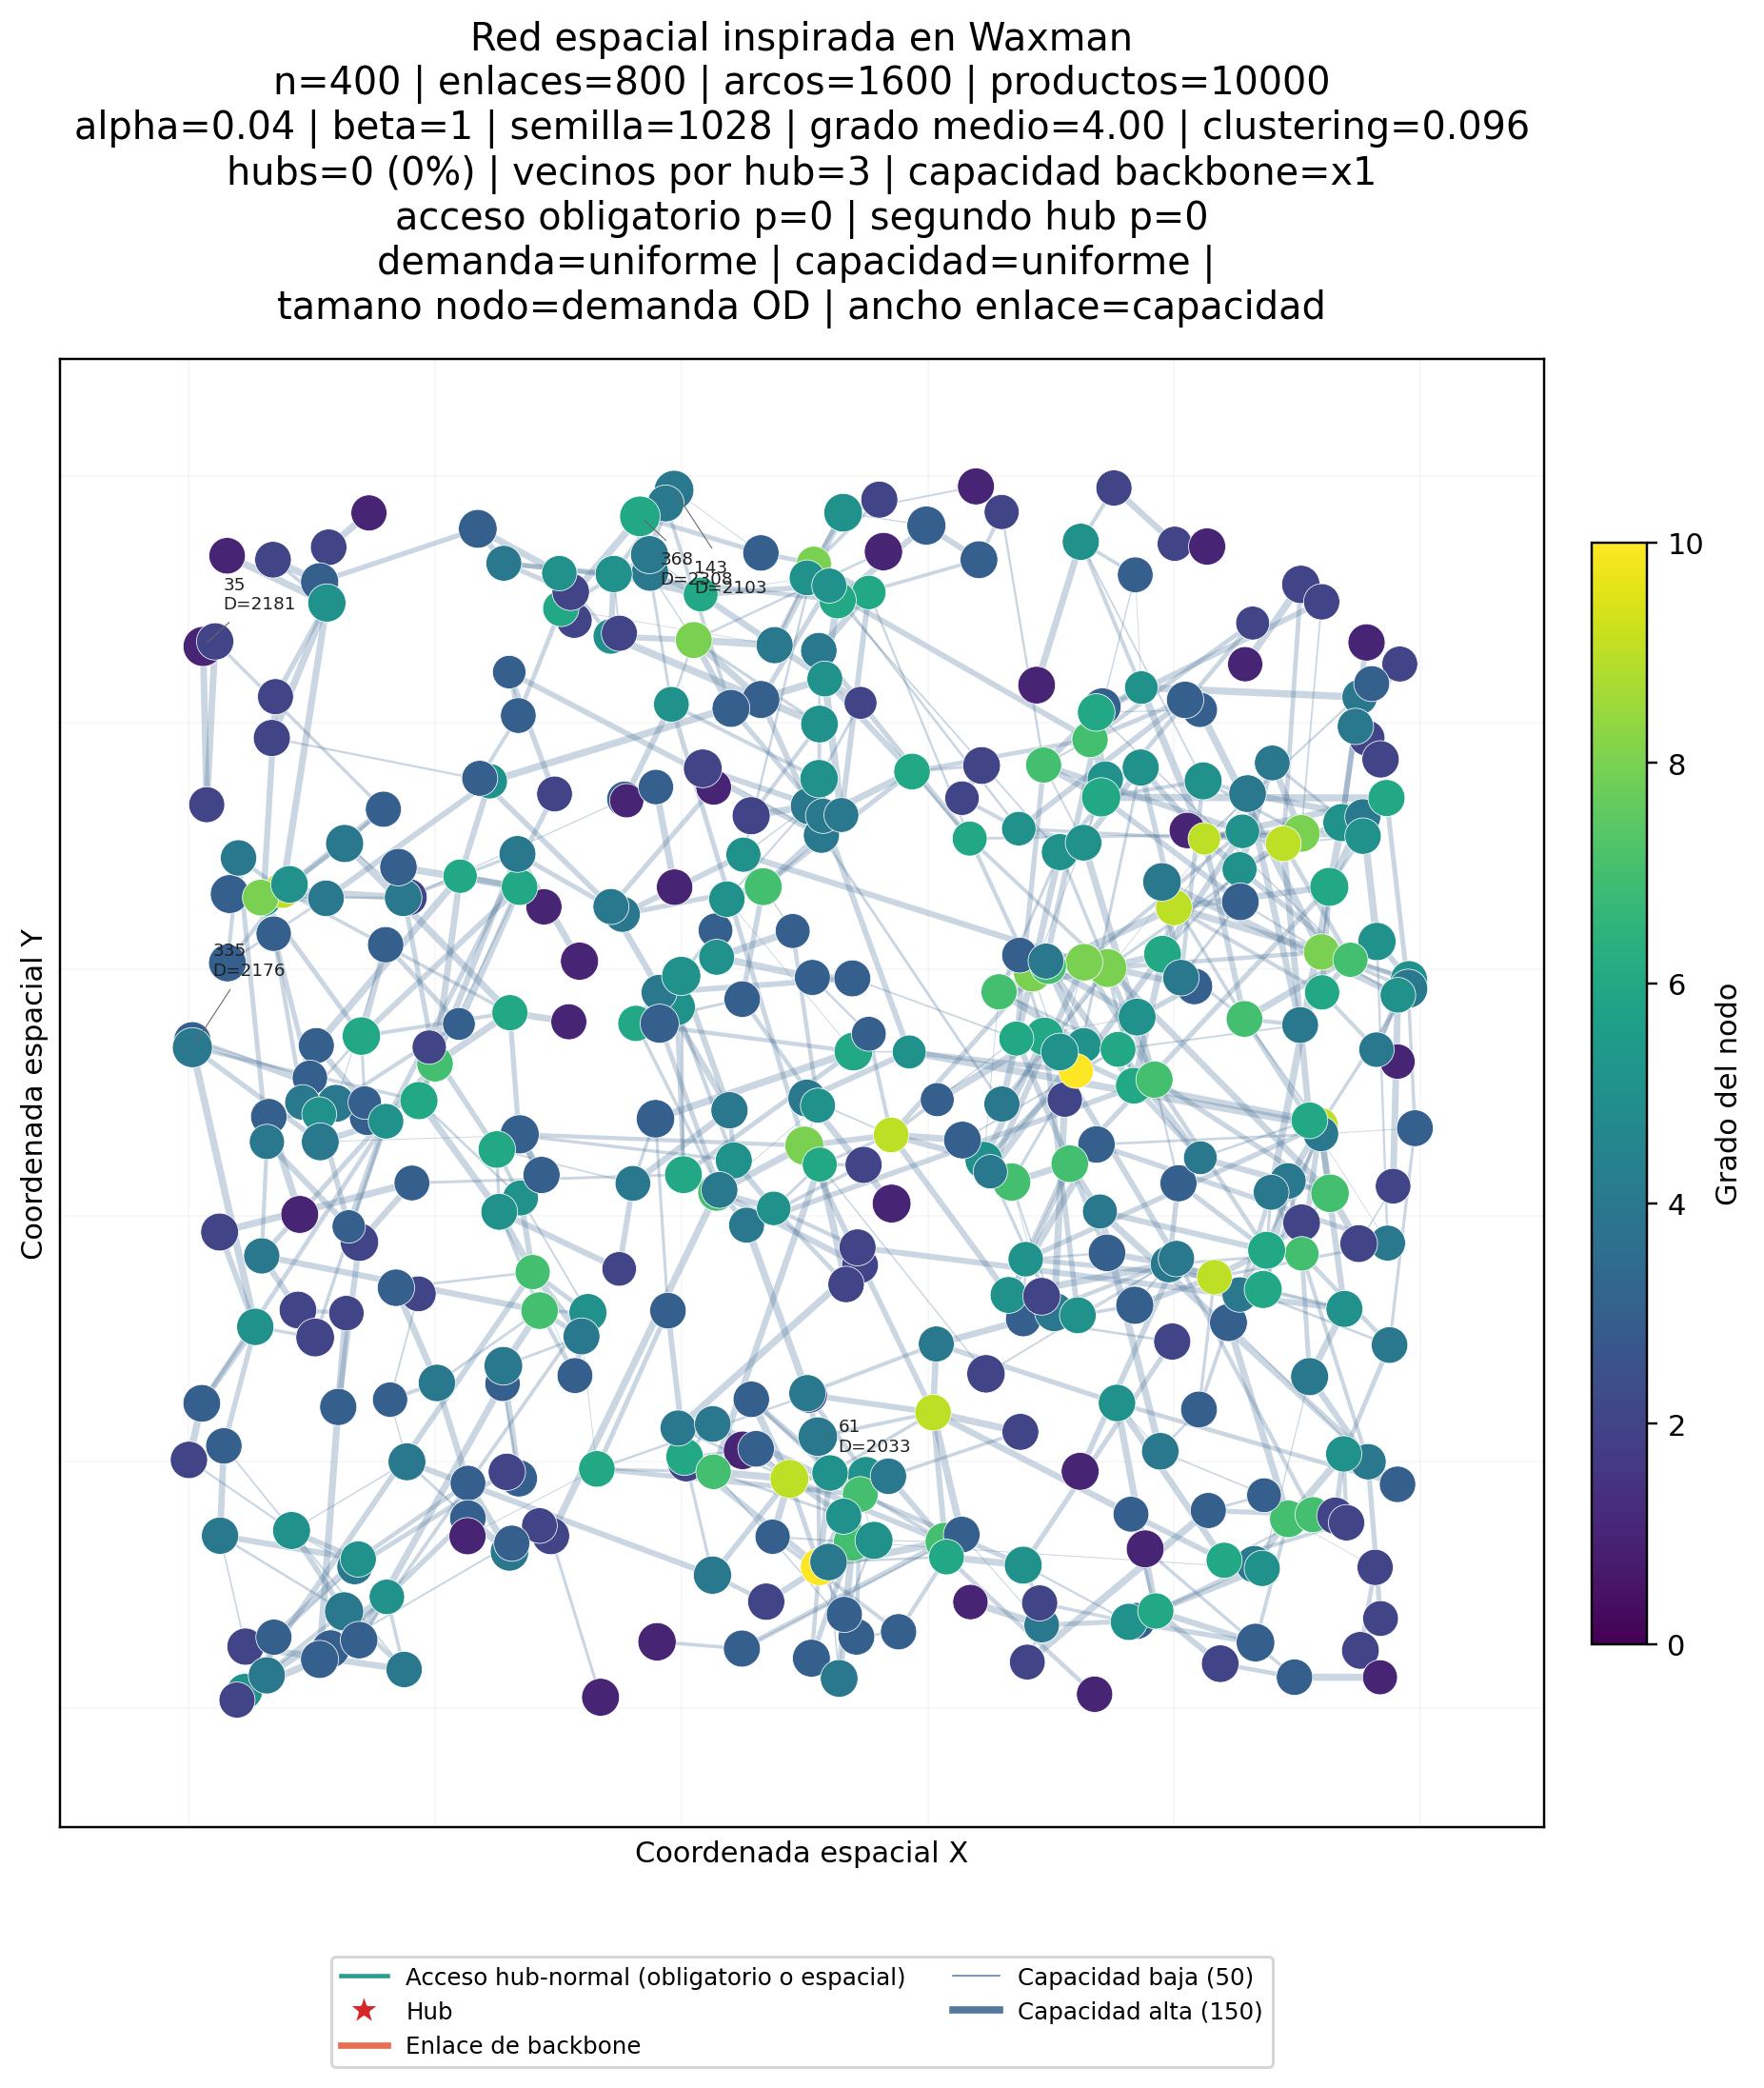 Red espacial inspirada en Waxman
n=400 | enlaces=800 | arcos=1600 | productos=10000
alpha=0.04 | beta=1 | semilla=1028 | grado medio=4.00 | clustering=0.096
hubs=0 (0%) | vecinos por hub=3 | capacidad backbone=x1
acceso obligatorio p=0 | segundo hub p=0
demanda=uniforme | capacidad=uniforme |
tamano nodo=demanda OD | ancho enlace=capacidad
368
D=2308
143
D=2103
35
D=2181
335
D=2176
61
D=2033
Coordenada espacial Y
Coordenada espacial X
10
8
6
4
2
0
Grado del nodo
Acceso hub-normal (obligatorio o espacial)
Hub
Enlace de backbone
Capacidad baja (50)
Capacidad alta (150)